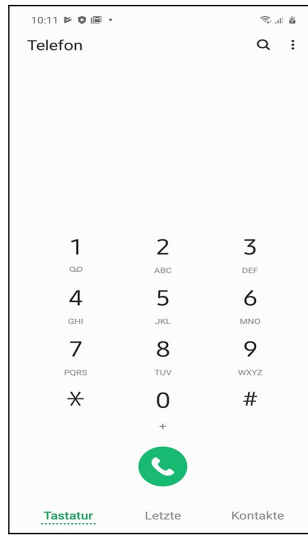 10:11
Telefon
1 2 3
ABC DEF
4 5 6
GHI JKL MNO
7 8 9
PQRS TUV WXYZ
* 0 #
+
Tastatur Letzte Kontakte